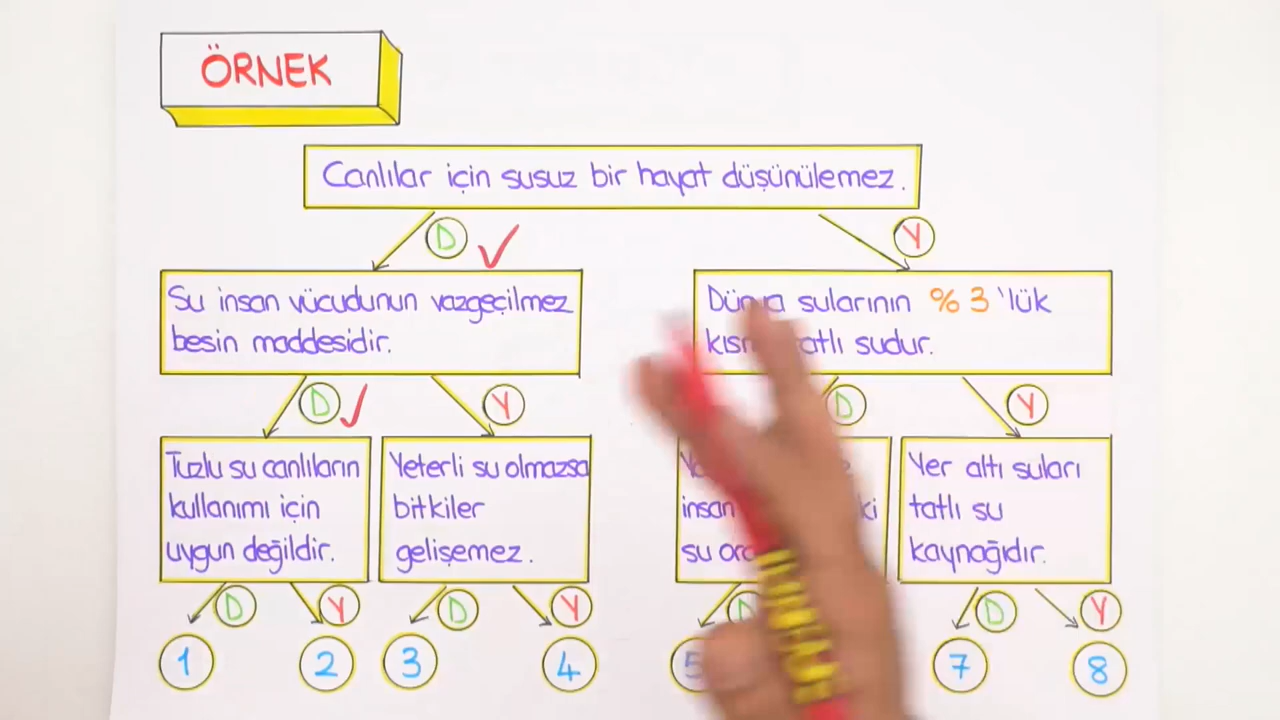 ÖRNEK
Canlılar için susuz bir hayat düşünülemez.
D
Y
Su insan vücudunun vazgeçilmez
besin maddesidir.
Dünya sularının %3'lük
tatlı sudur.
D
Y
D
Y
Tuzlu su canlıların
kullanımı için
uygun değildir.
Yeterli su olmazsa
bitkiler
gelişemez.
insan
su
Yer altı suları
tatlı su
kaynağıdır.
D
Y
D
Y
D
D
Y
1
2
3
4
5
7
8